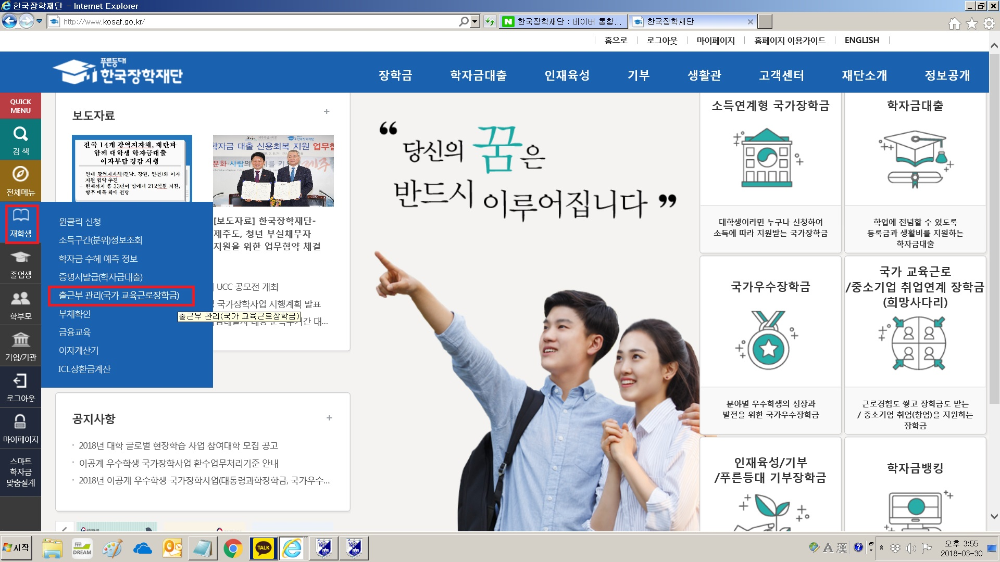 한국장학재단 - Internet Explorer
http://www.kosaf.go.kr/
한국장학재단 : 네이버 통합...
한국장학재단
홈으로
로그아웃
마이페이지
홈페이지 이용가이드
ENGLISH
푸른등대
한국장학재단
장학금
학자금대출
인재육성
기부
생활관
고객센터
재단소개
정보공개
QUICK
MENU
검 색
전체메뉴
재학생
졸업생
학부모
기업/기관
로그아웃
마이페이지
스마트
학자금
맞춤설계
원클릭 신청
소득구간(분위)정보조회
학자금 수혜 예측 정보
증명서발급(학자금대출)
출근부 관리(국가 교육근로장학금)
부채확인
금융교육
이자계산기
ICL상환금계산
출근부 관리(국가 교육근로장학금)
보도자료
+
전국 14개 광역지자체, 재단과
함께 대학생 학자금대출
이자부담 경감 시행
- 연내 광역지자체(전남, 강원, 인천)와 이자
지원 협약 추진
- 현재까지 총 33만여 명에게 212억원 지원,
향후 대폭 확대 전망
학자금 대출 신용회복 지원 업무협
[보도자료] 한국장학재단-
제주도, 청년 부실채무자
지원을 위한 업무협약 체결
UCC 공모전 개최
국가장학사업 시행계획 발표
공지사항
+
2018년 대학 글로벌 현장학습 사업 참여대학 모집 공고
이공계 우수학생 국가장학사업 환수업무처리기준 안내
2018년 이공계 우수학생 국가장학사업(대통령과학장학금, 국가우수...
“당신의 꿈은
반드시 이루어집니다”
소득연계형 국가장학금
대학생이라면 누구나 신청하여
소득에 따라 지원받는 국가장학금
학자금대출
학업에 전념할 수 있도록
등록금과 생활비를 지원하는
학자금대출
국가우수장학금
분야별 우수학생의 성장과
발전을 위한 국가우수장학금
국가 교육근로
/중소기업 취업연계 장학금
(희망사다리)
근로경험도 쌓고 장학금도 받는
/ 중소기업 취업(창업)을 지원하는
장학금
인재육성/기부
/푸른등대 기부장학금
학자금뱅킹
시작
DREAM
TALK
A 漢
오후 3:55
2018-03-30